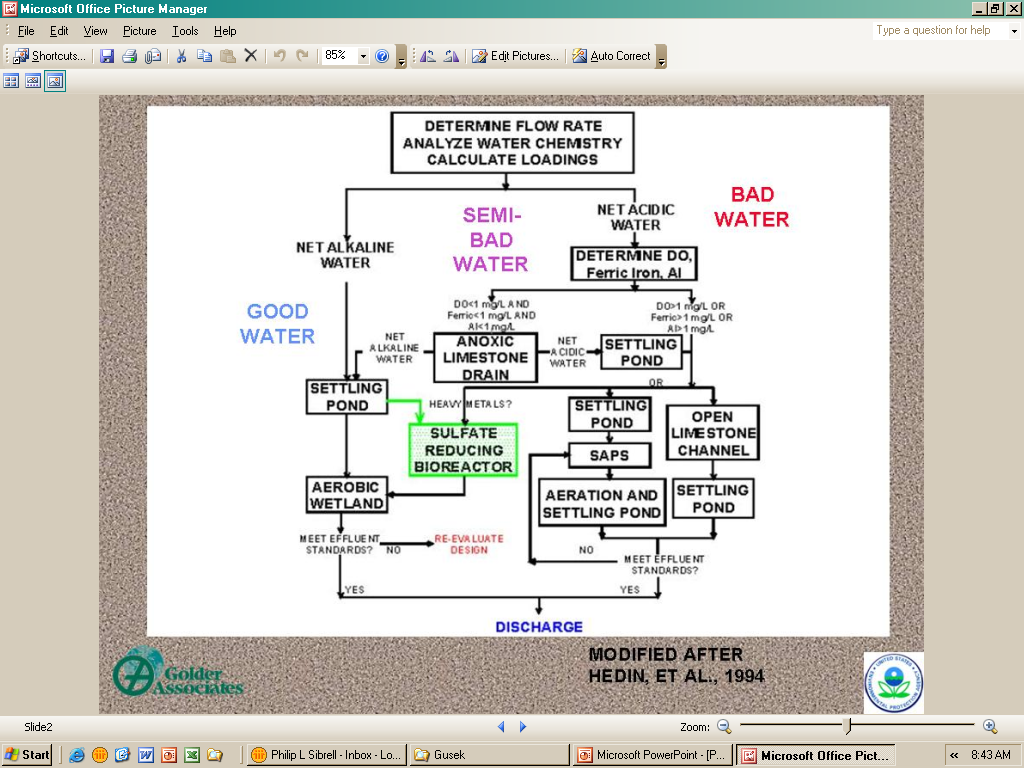 Microsoft Office Picture Manager
File Edit View Picture Tools Help
Type a question for help
Shortcuts... 85% Edit Pictures... Auto Correct
DETERMINE FLOW RATE
ANALYZE WATER CHEMISTRY
CALCULATE LOADINGS
BAD
WATER
NET ACIDIC
WATER
SEMI-
BAD
WATER
NET ALKALINE
WATER
DETERMINE DO,
Ferric Iron, Al
GOOD
WATER
DO<1 mg/L AND
Ferric<1 mg/L AND
Al<1 mg/L
DO>1 mg/L OR
Ferric>1 mg/L OR
Al>1 mg/L
NET
ALKALINE
WATER
ANOXIC
LIMESTONE
DRAIN
NET
ACIDIC
WATER
SETTLING
POND
OR
SETTLING
POND
HEAVY METALS?
SETTLING
POND
OPEN
LIMESTONE
CHANNEL
SULFATE
REDUCING
BIOREACTOR
SAPS
AEROBIC
WETLAND
AERATION AND
SETTLING POND
SETTLING
POND
MEET EFFLUENT
STANDARDS?
NO
RE-EVALUATE
DESIGN
NO
MEET EFFLUENT
STANDARDS?
YES
YES
DISCHARGE
Golder
Associates
MODIFIED AFTER
HEDIN, ET AL., 1994
UNITED STATES
ENVIRONMENTAL PROTECTION AGENCY
Slide2
Zoom:
Start
Philip L Sibrell - Inbox - Lo...
Gusek
Microsoft PowerPoint - [P...
Microsoft Office Pict...
«
8:43 AM